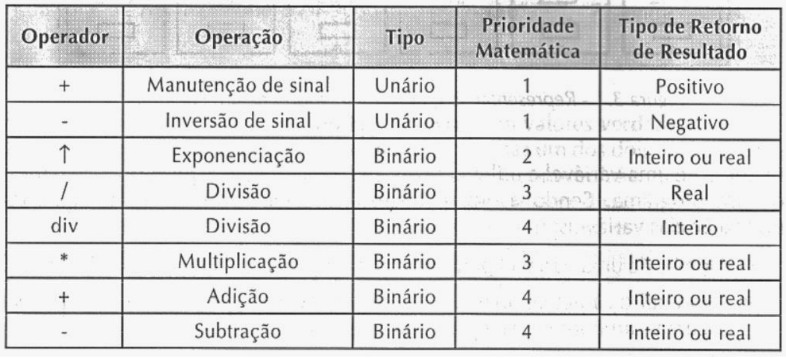 Operador Operação Tipo Prioridade Matemática Tipo de Retorno de Resultado
+ Manutenção de sinal Unário 1 Positivo
- Inversão de sinal Unário 1 Negativo
↑ Exponenciação Binário 2 Inteiro ou real
/ Divisão Binário 3 Real
div Divisão Binário 4 Inteiro
* Multiplicação Binário 3 Inteiro ou real
+ Adição Binário 4 Inteiro ou real
- Subtração Binário 4 Inteiro ou real